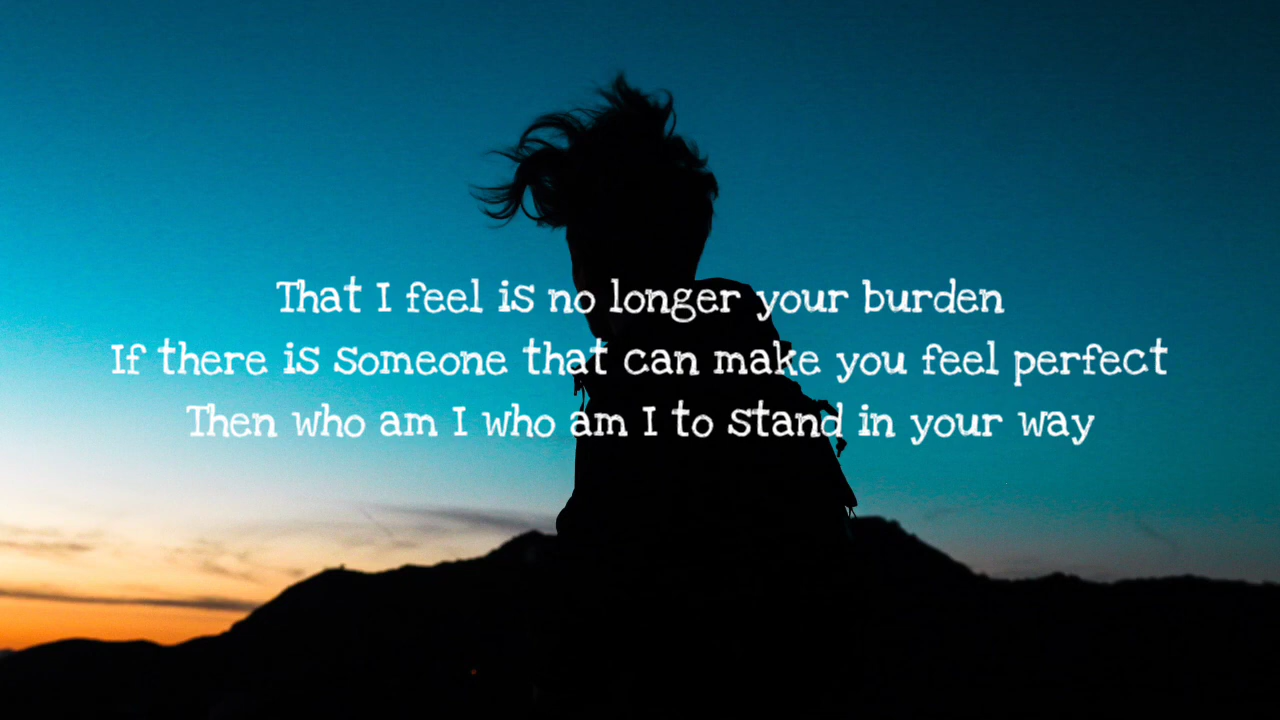 That I feel is no longer your burden
If there is someone that can make you feel perfect
Then who am I who am I to stand in your way